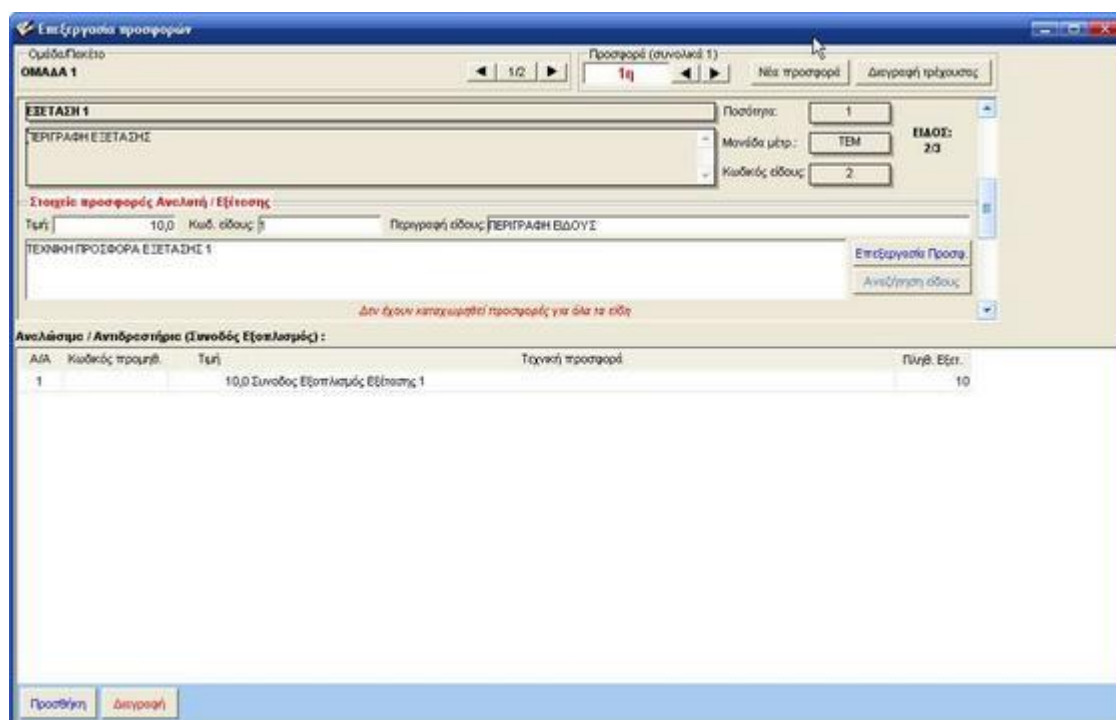 Επεξεργασία προσφορών
Ομάδα/Πακέτο
ΟΜΑΔΑ 1
1/2
Προσφορά (συνολικά 1)
1η
Νέα προσφορά
Διαγραφή τρέχουσας
ΕΞΕΤΑΣΗ 1
Ποσότητα:
1
ΠΕΡΙΓΡΑΦΗ ΕΞΕΤΑΣΗΣ
Μονάδα μέτρ.:
ΤΕΜ
ΕΙΔΟΣ:
2/3
Κωδικός είδους:
2
Στοιχεία προσφοράς Αναλυτή / Εξέτασης
Τιμή: 10,0 Κωδ. είδους: 1 Περιγραφή είδους: ΠΕΡΙΓΡΑΦΗ ΕΙΔΟΥΣ
ΤΕΧΝΙΚΗ ΠΡΟΣΦΟΡΑ ΕΞΕΤΑΣΗΣ 1
Επεξεργασία Προσφ.
Αναζήτηση είδους
Δεν έχουν καταχωρηθεί προσφορές για όλα τα είδη
Αναλώσιμα / Αντιδραστήρια (Συνοδός Εξοπλισμός) :
Α/Α Κωδικός προμηθ. Τιμή Τεχνική προσφορά Πληθ. Εξετ.
1 10,0 Συνοδος Εξοπλισμός Εξέτασης 1 10
Προσθήκη Διαγραφή